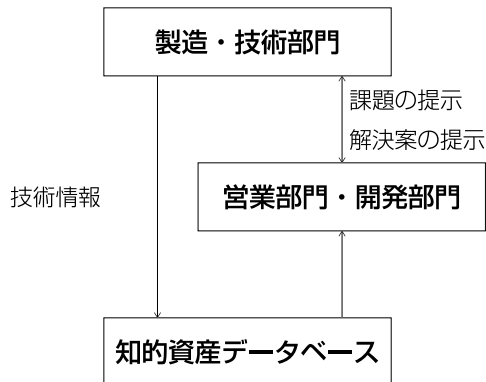 製造・技術部門
課題の提示
解決案の提示
技術情報
営業部門・開発部門
知的資産データベース